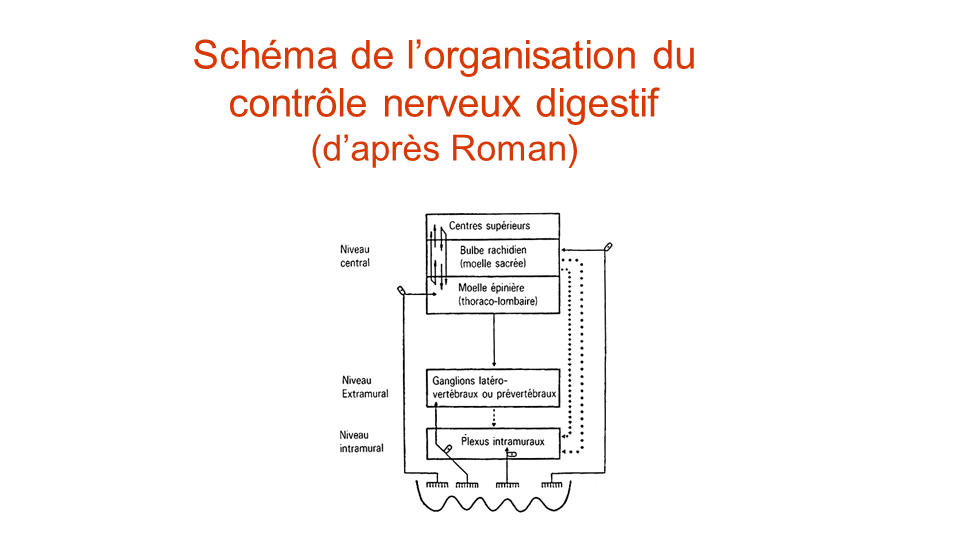 Schéma de l’organisation du
contrôle nerveux digestif
(d’après Roman)
Centres supérieurs
Niveau
central
Bulbe rachidien
(moelle sacrée)
Moelle épinière
(thoraco-lombaire)
Niveau
Extramural
Ganglions latéro-
vertébraux ou prévertébraux
Niveau
intramural
Plexus intramuraux